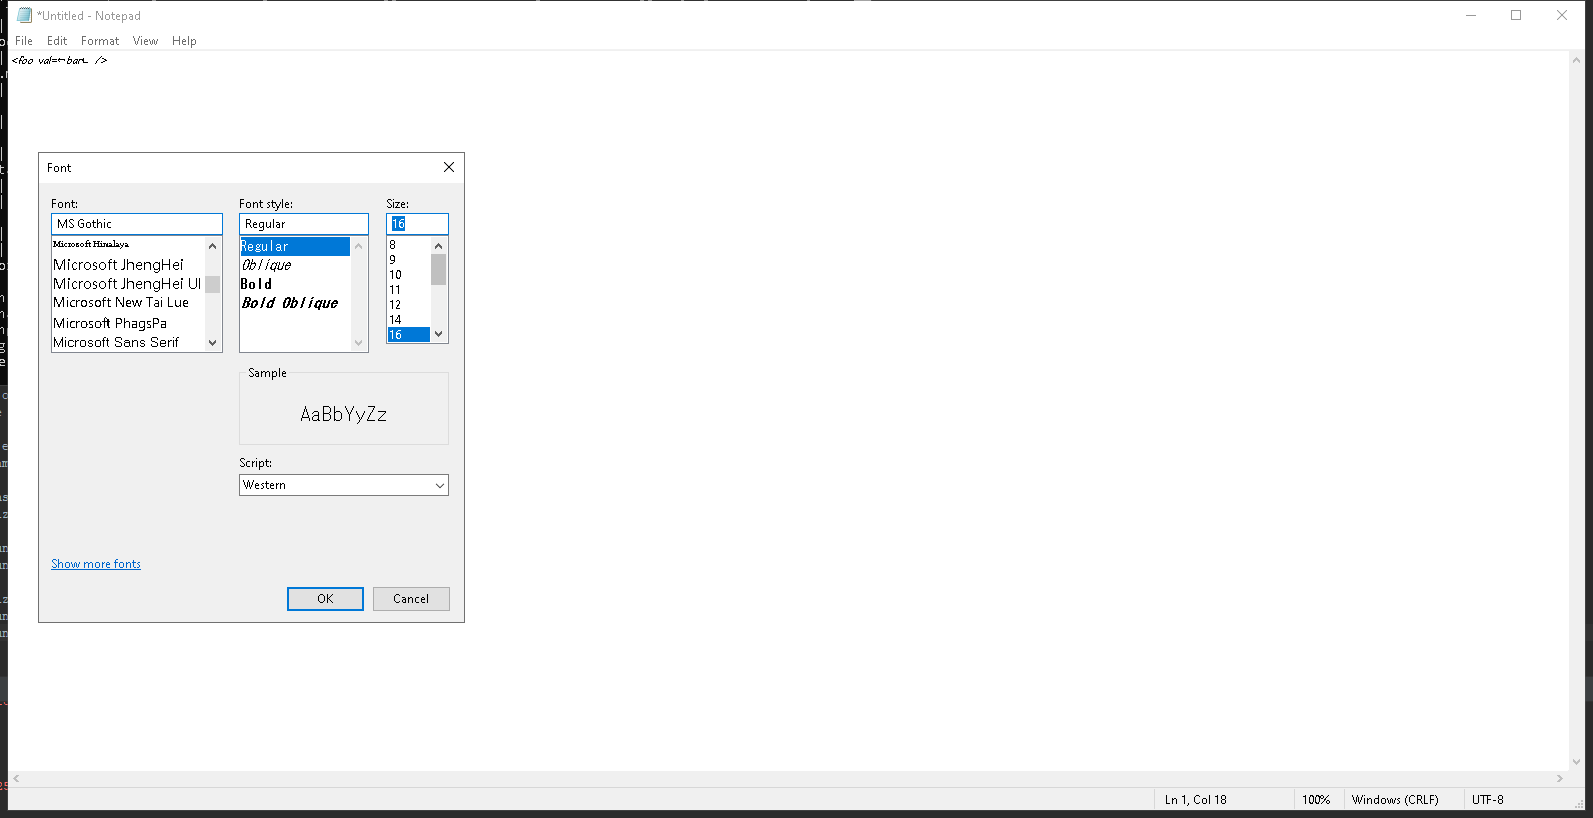 *Untitled - Notepad
File Edit Format View Help
<foo val=←bar← />
Font
Font:
MS Gothic
Microsoft Himalaya
Microsoft JhengHei
Microsoft JhengHei UI
Microsoft New Tai Lue
Microsoft PhagsPa
Microsoft Sans Serif
Font style:
Regular
Regular
Oblique
Bold
Bold Oblique
Size:
16
8
9
10
11
12
14
16
Sample
AaBbYyZz
Script:
Western
Show more fonts
OK
Cancel
Ln 1, Col 18
100%
Windows (CRLF)
UTF-8